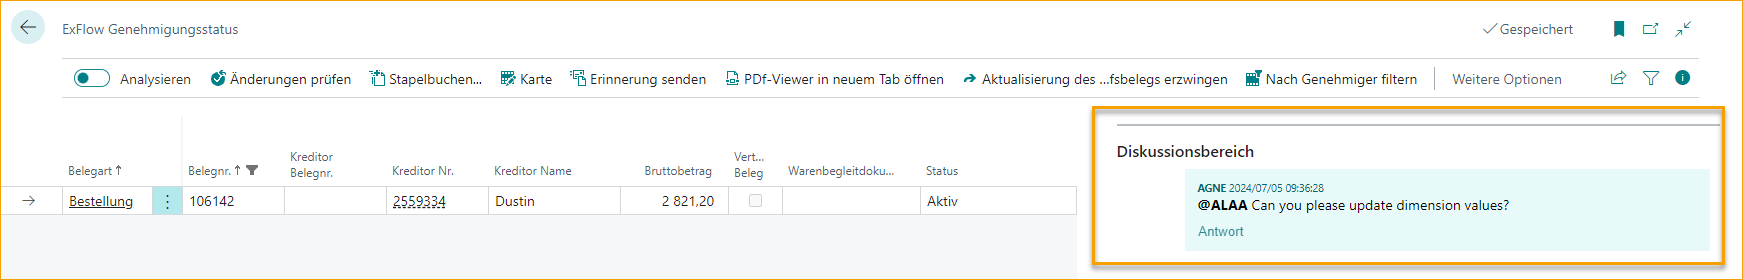 ExFlow Genehmigungsstatus
Gespeichert
Analysieren Änderungen prüfen Stapelbuchen... Karte Erinnerung senden PDf-Viewer in neuem Tab öffnen Aktualisierung des ...fsbelegs erzwingen Nach Genehmiger filtern Weitere Optionen
Belegart ↑ Belegnr. ↑ Kreditor Belegnr. Kreditor Nr. Kreditor Name Bruttobetrag Vert... Beleg Warenbegleitdoku... Status
Bestellung 106142 2559334 Dustin 2 821,20 Aktiv
Diskussionsbereich
AGNE 2024/07/05 09:36:28
@ALAA Can you please update dimension values?
Antwort